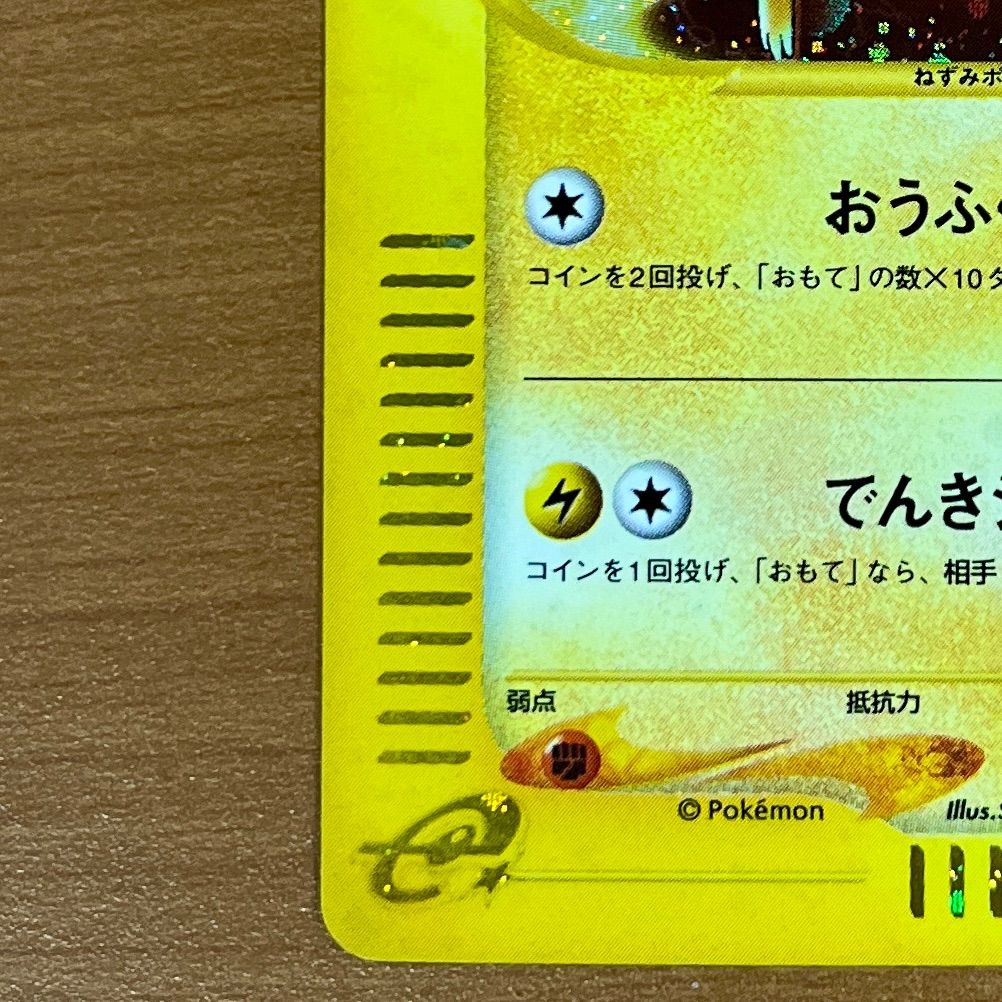 ねずみポ
おうふく
コインを2回投げ、「おもて」の数×10ダ
でんきシ
コインを1回投げ、「おもて」なら、相手
弱点 抵抗力
© Pokémon Illus.S